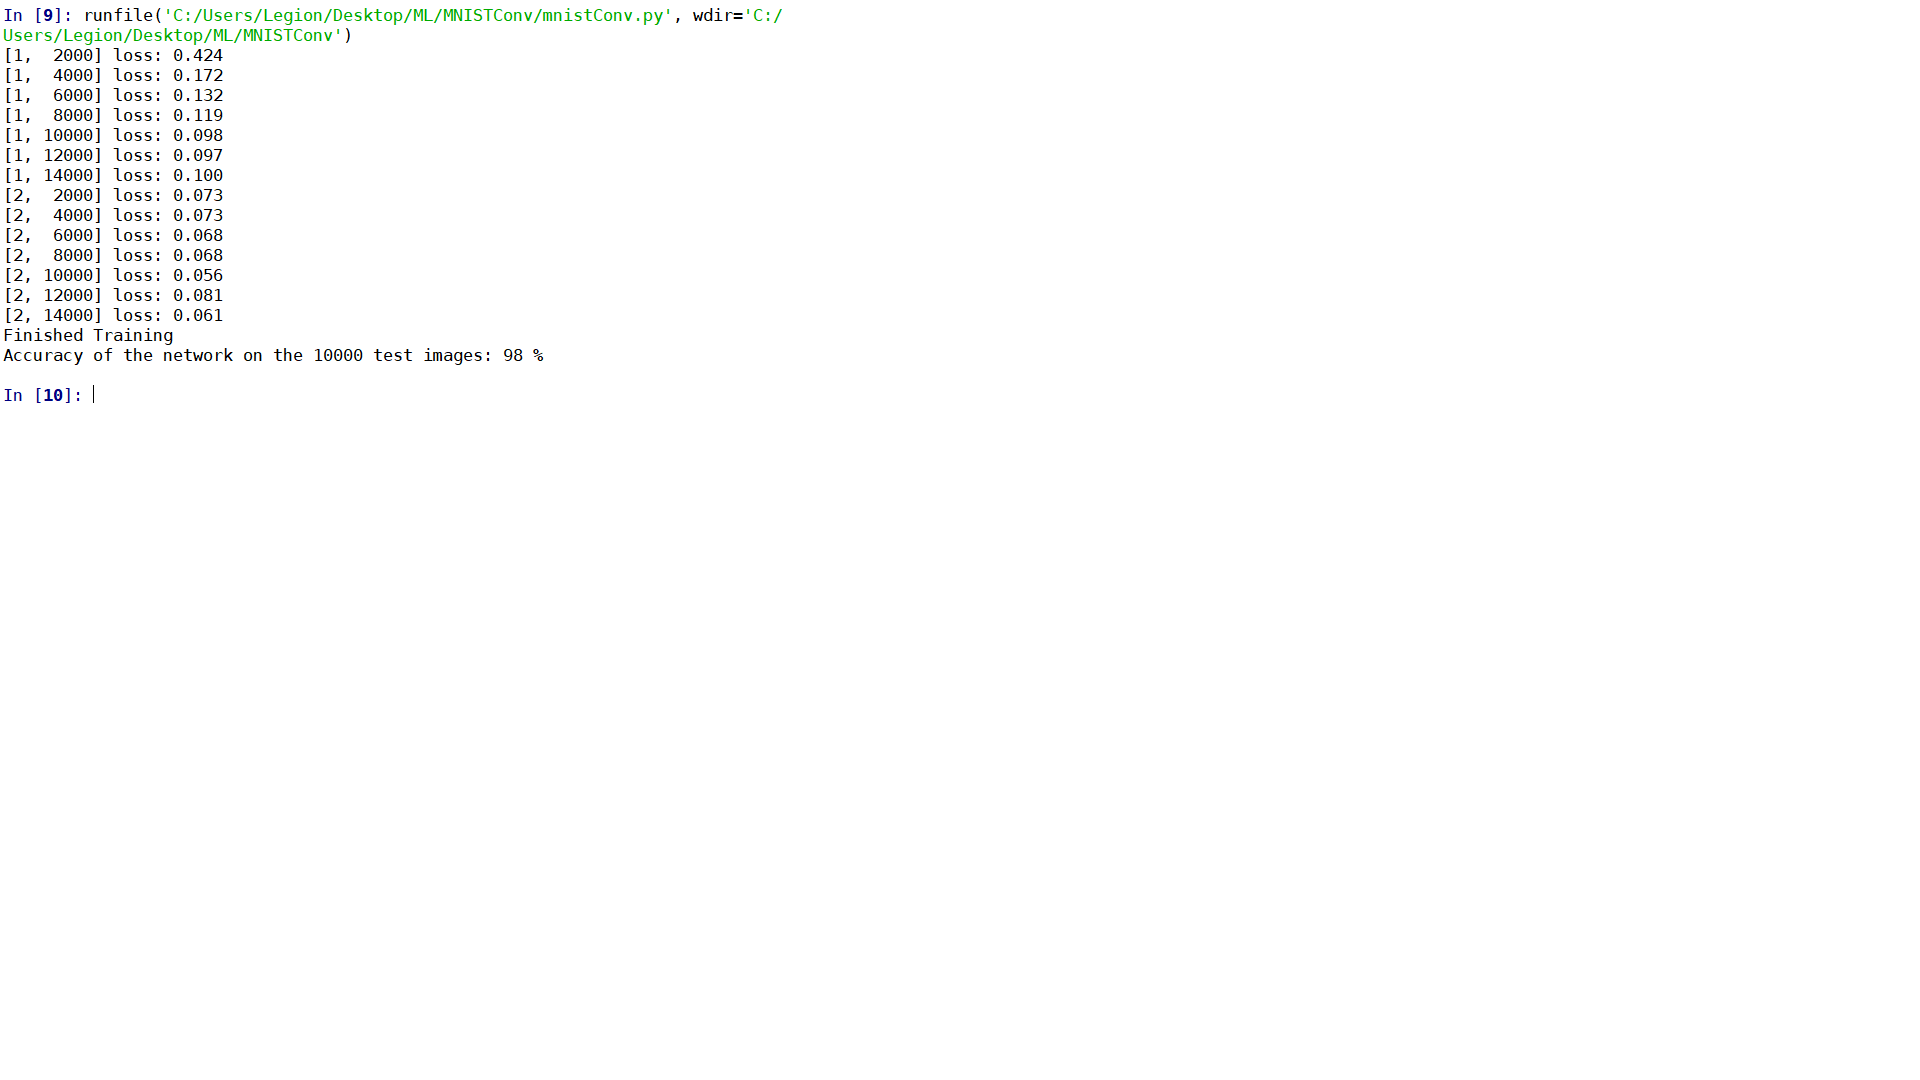 In [9]: runfile('C:/Users/Legion/Desktop/ML/MNISTConv/mnistConv.py', wdir='C:/
Users/Legion/Desktop/ML/MNISTConv')
[1,  2000] loss: 0.424
[1,  4000] loss: 0.172
[1,  6000] loss: 0.132
[1,  8000] loss: 0.119
[1, 10000] loss: 0.098
[1, 12000] loss: 0.097
[1, 14000] loss: 0.100
[2,  2000] loss: 0.073
[2,  4000] loss: 0.073
[2,  6000] loss: 0.068
[2,  8000] loss: 0.068
[2, 10000] loss: 0.056
[2, 12000] loss: 0.081
[2, 14000] loss: 0.061
Finished Training
Accuracy of the network on the 10000 test images: 98 %
In [10]: